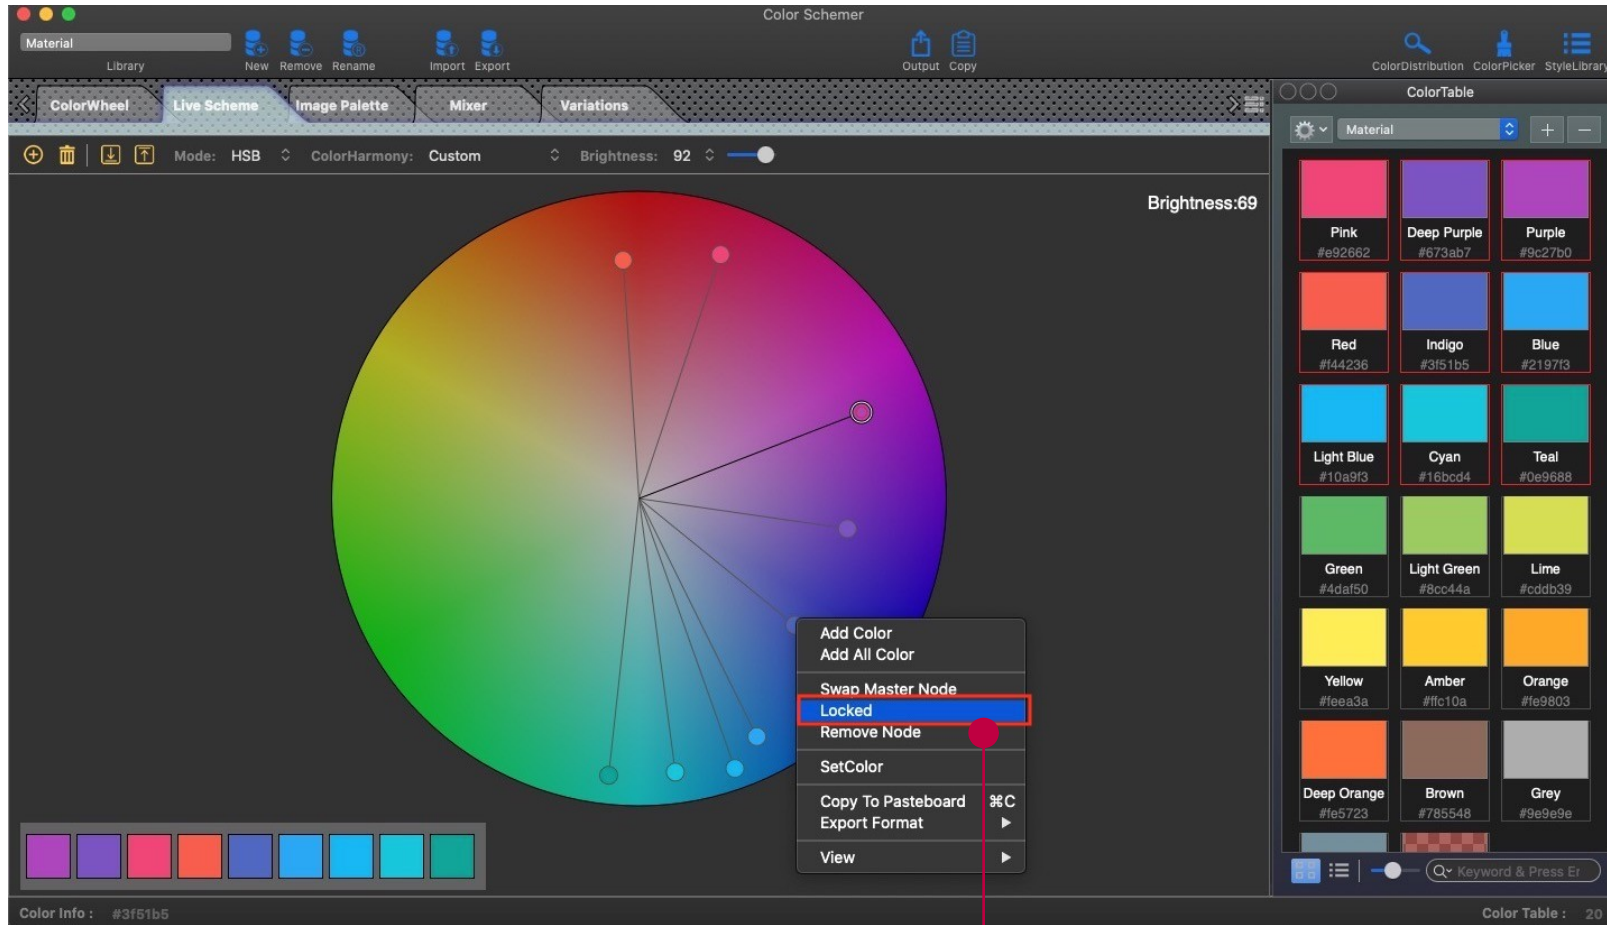 Color Schemer
Material
Library
New Remove Rename
Import Export
Output Copy
ColorDistribution ColorPicker StyleLibrary
ColorWheel
Live Scheme
Image Palette
Mixer
Variations
ColorTable
Material
Mode: HSB
ColorHarmony: Custom
Brightness: 92
Brightness:69
Pink Deep Purple Purple
#e92662 #673ab7 #9c27b0
Red Indigo Blue
#f44236 #3f51b5 #2197f3
Light Blue Cyan Teal
#10a9f3 #16bcd4 #0e9688
Green Light Green Lime
#4daf50 #8cc44a #cddb39
Yellow Amber Orange
#feea3a #ffc10a #fe9803
Deep Orange Brown Grey
#fe5723 #785548 #9e9e9e
Add Color
Add All Color
Swap Master Node
Locked
Remove Node
SetColor
Copy To Pasteboard ⌘C
Export Format
View
Keyword & Press Er
Color Info : #3f51b5
Color Table : 20